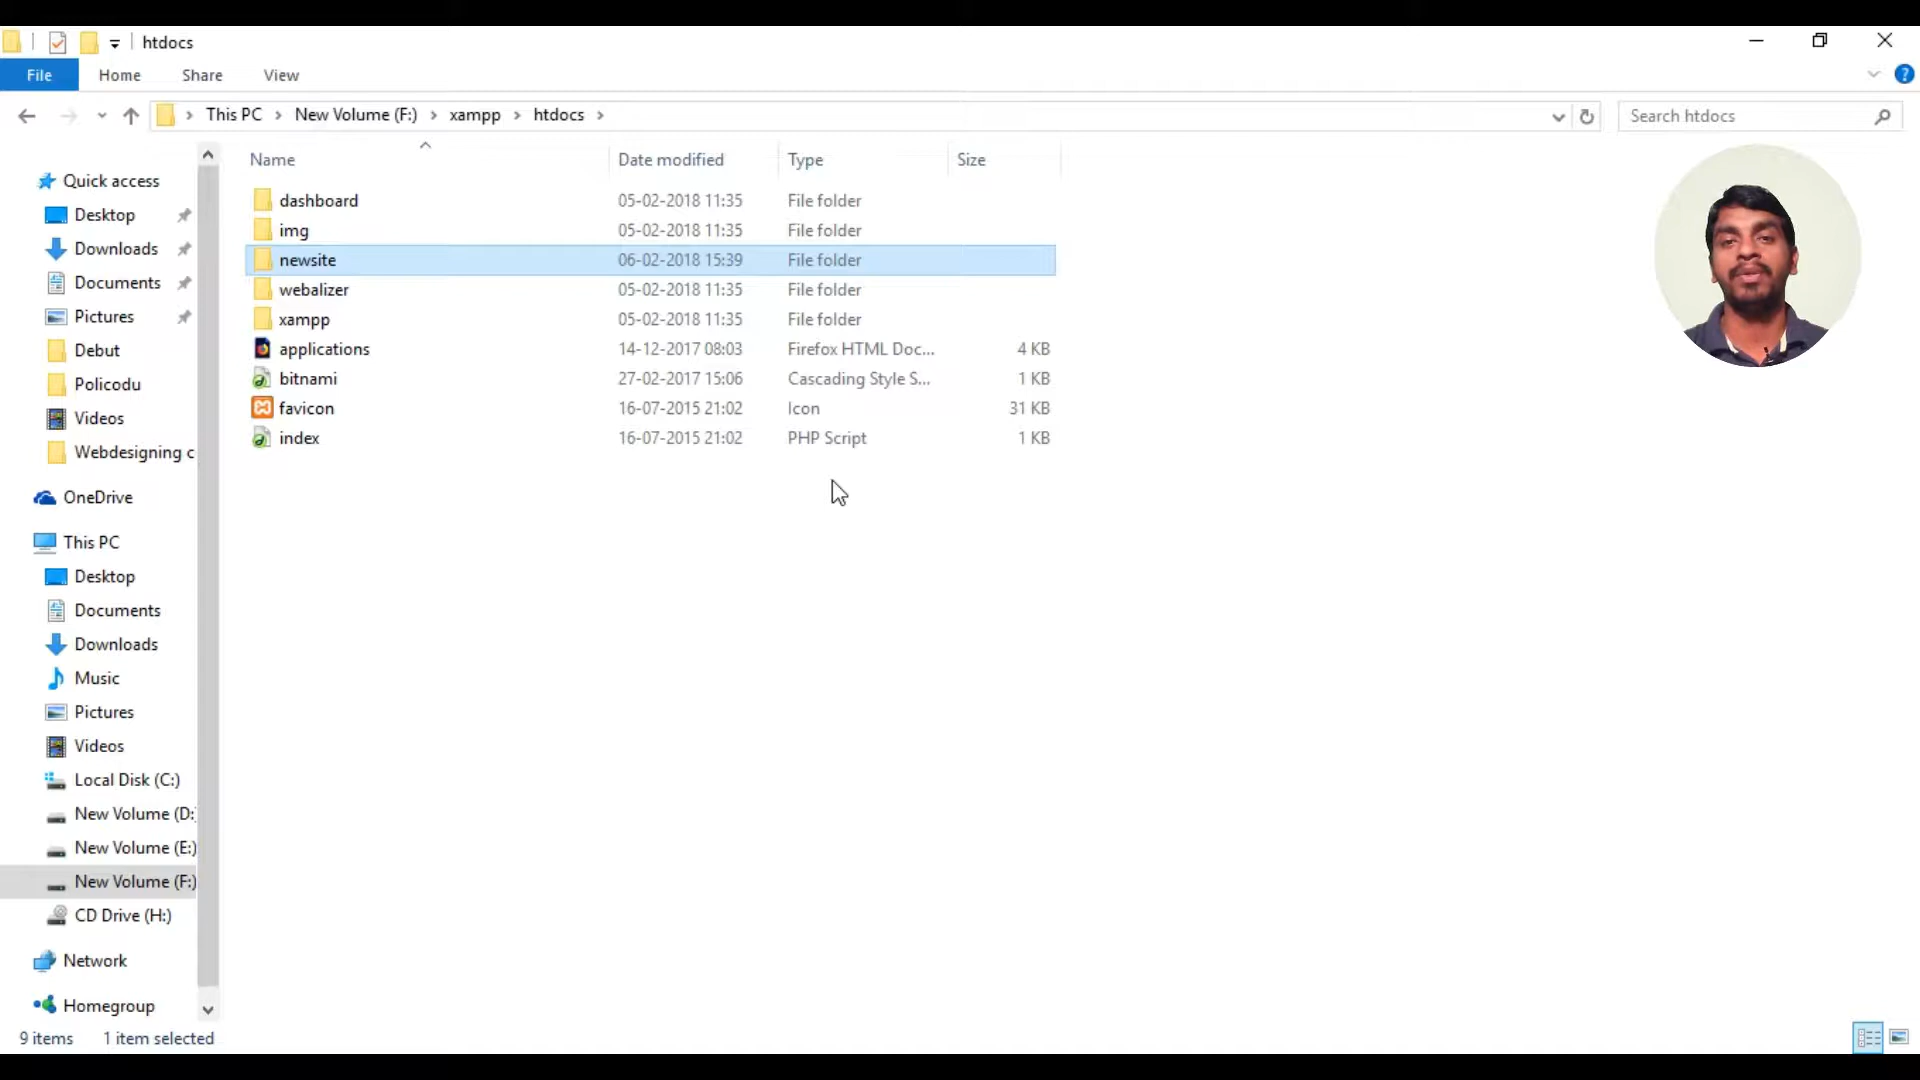 htdocs
File Home Share View
This PC New Volume (F:) xampp htdocs Search htdocs
Name Date modified Type Size
Quick access
Desktop
Downloads
Documents
Pictures
Debut
Policodu
Videos
Webdesigning c
OneDrive
This PC
Desktop
Documents
Downloads
Music
Pictures
Videos
Local Disk (C:)
New Volume (D:
New Volume (E:)
New Volume (F:)
CD Drive (H:)
Network
Homegroup
dashboard 05-02-2018 11:35 File folder
img 05-02-2018 11:35 File folder
newsite 06-02-2018 15:39 File folder
webalizer 05-02-2018 11:35 File folder
xampp 05-02-2018 11:35 File folder
applications 14-12-2017 08:03 Firefox HTML Doc... 4 KB
bitnami 27-02-2017 15:06 Cascading Style S... 1 KB
favicon 16-07-2015 21:02 Icon 31 KB
index 16-07-2015 21:02 PHP Script 1 KB
9 items 1 item selected